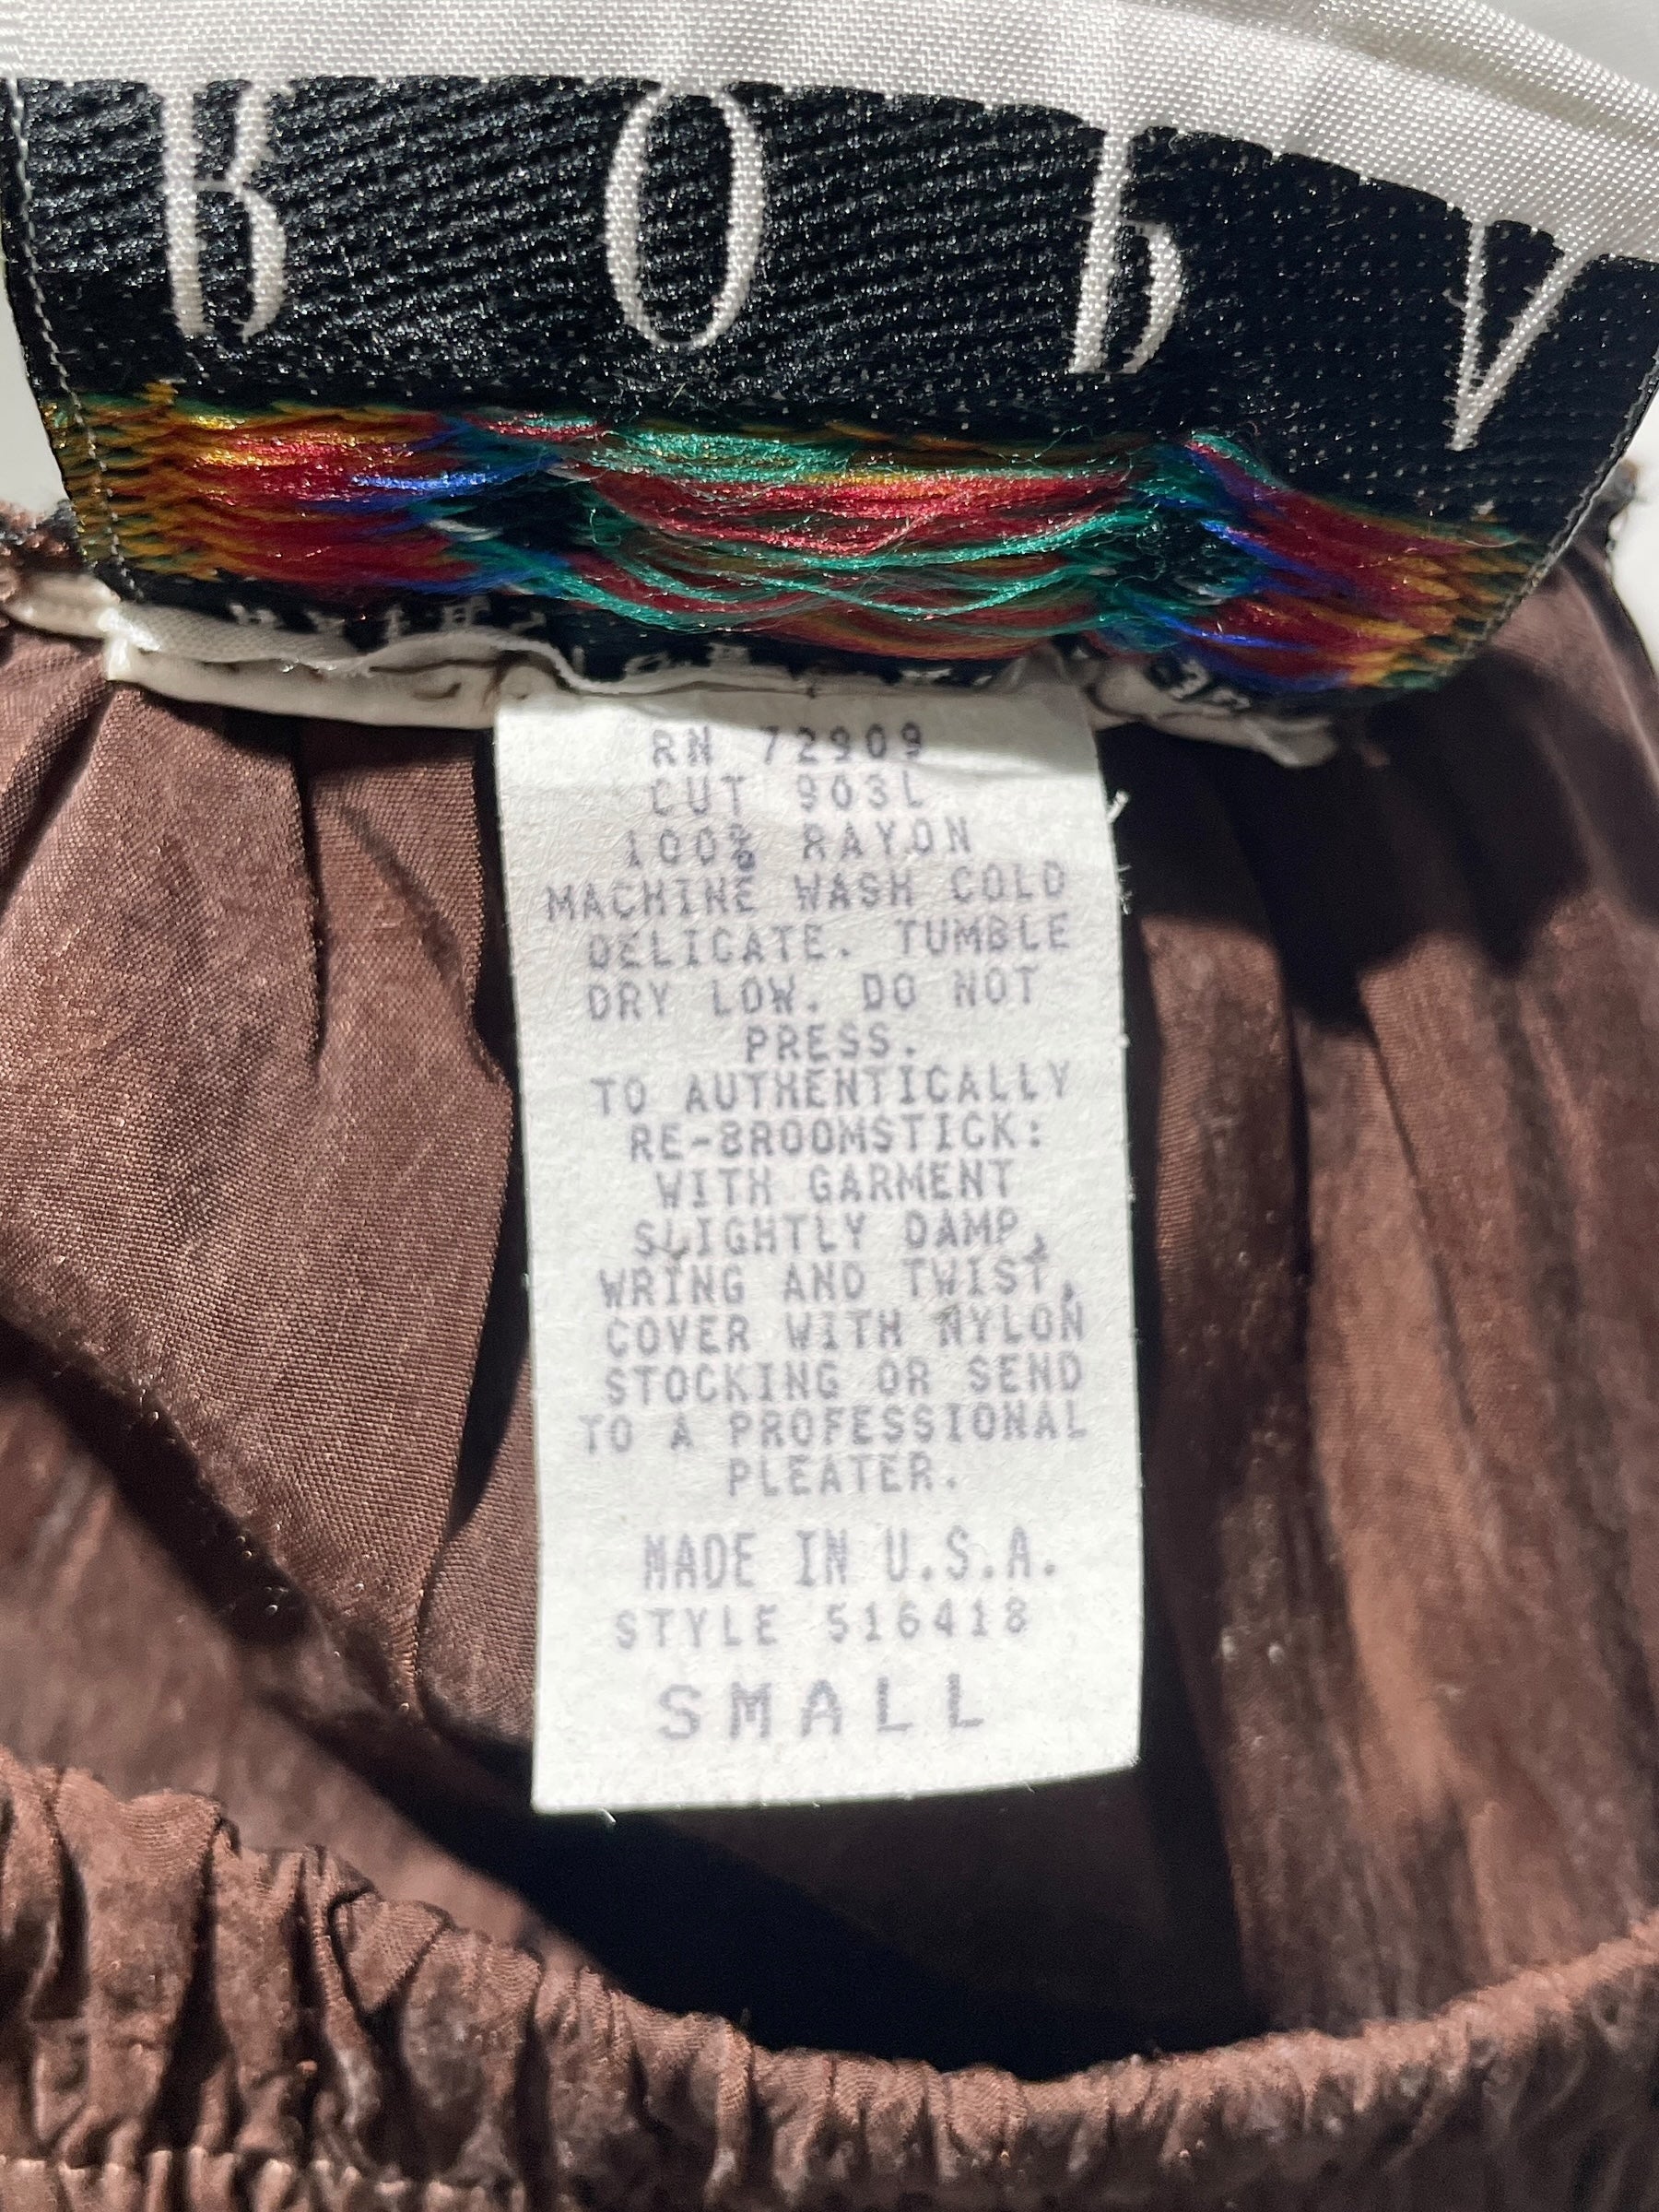 RN 72909
CUT 903L
100% RAYON
MACHINE WASH COLD
DELICATE. TUMBLE
DRY LOW. DO NOT
PRESS.
TO AUTHENTICALLY
RE-BROOMSTICK:
WITH GARMENT
SLIGHTLY DAMP,
WRING AND TWIST,
COVER WITH NYLON
STOCKING OR SEND
TO A PROFESSIONAL
PLEATER.
MADE IN U.S.A.
STYLE 516418
SMALL